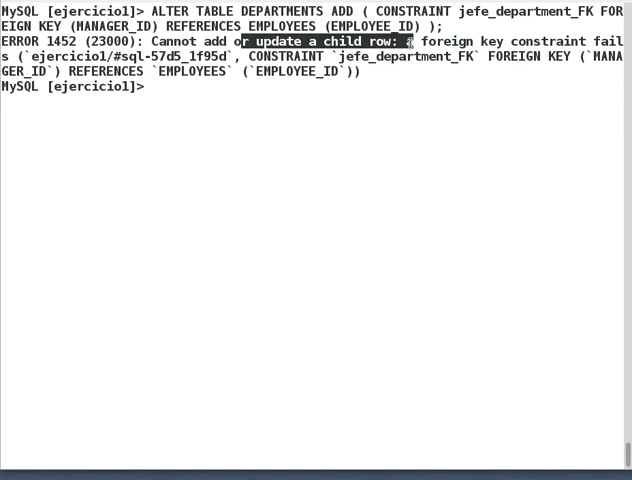 MySQL [ejercicio1]> ALTER TABLE DEPARTMENTS ADD ( CONSTRAINT jefe_department_FK FOR
EIGN KEY (MANAGER_ID) REFERENCES EMPLOYEES (EMPLOYEE_ID) );
ERROR 1452 (23000): Cannot add or update a child row: a foreign key constraint fail
s (`ejercicio1/#sql-57d5_1f95d`, CONSTRAINT `jefe_department_FK` FOREIGN KEY (`MANA
GER_ID`) REFERENCES `EMPLOYEES` (`EMPLOYEE_ID`))
MySQL [ejercicio1]>